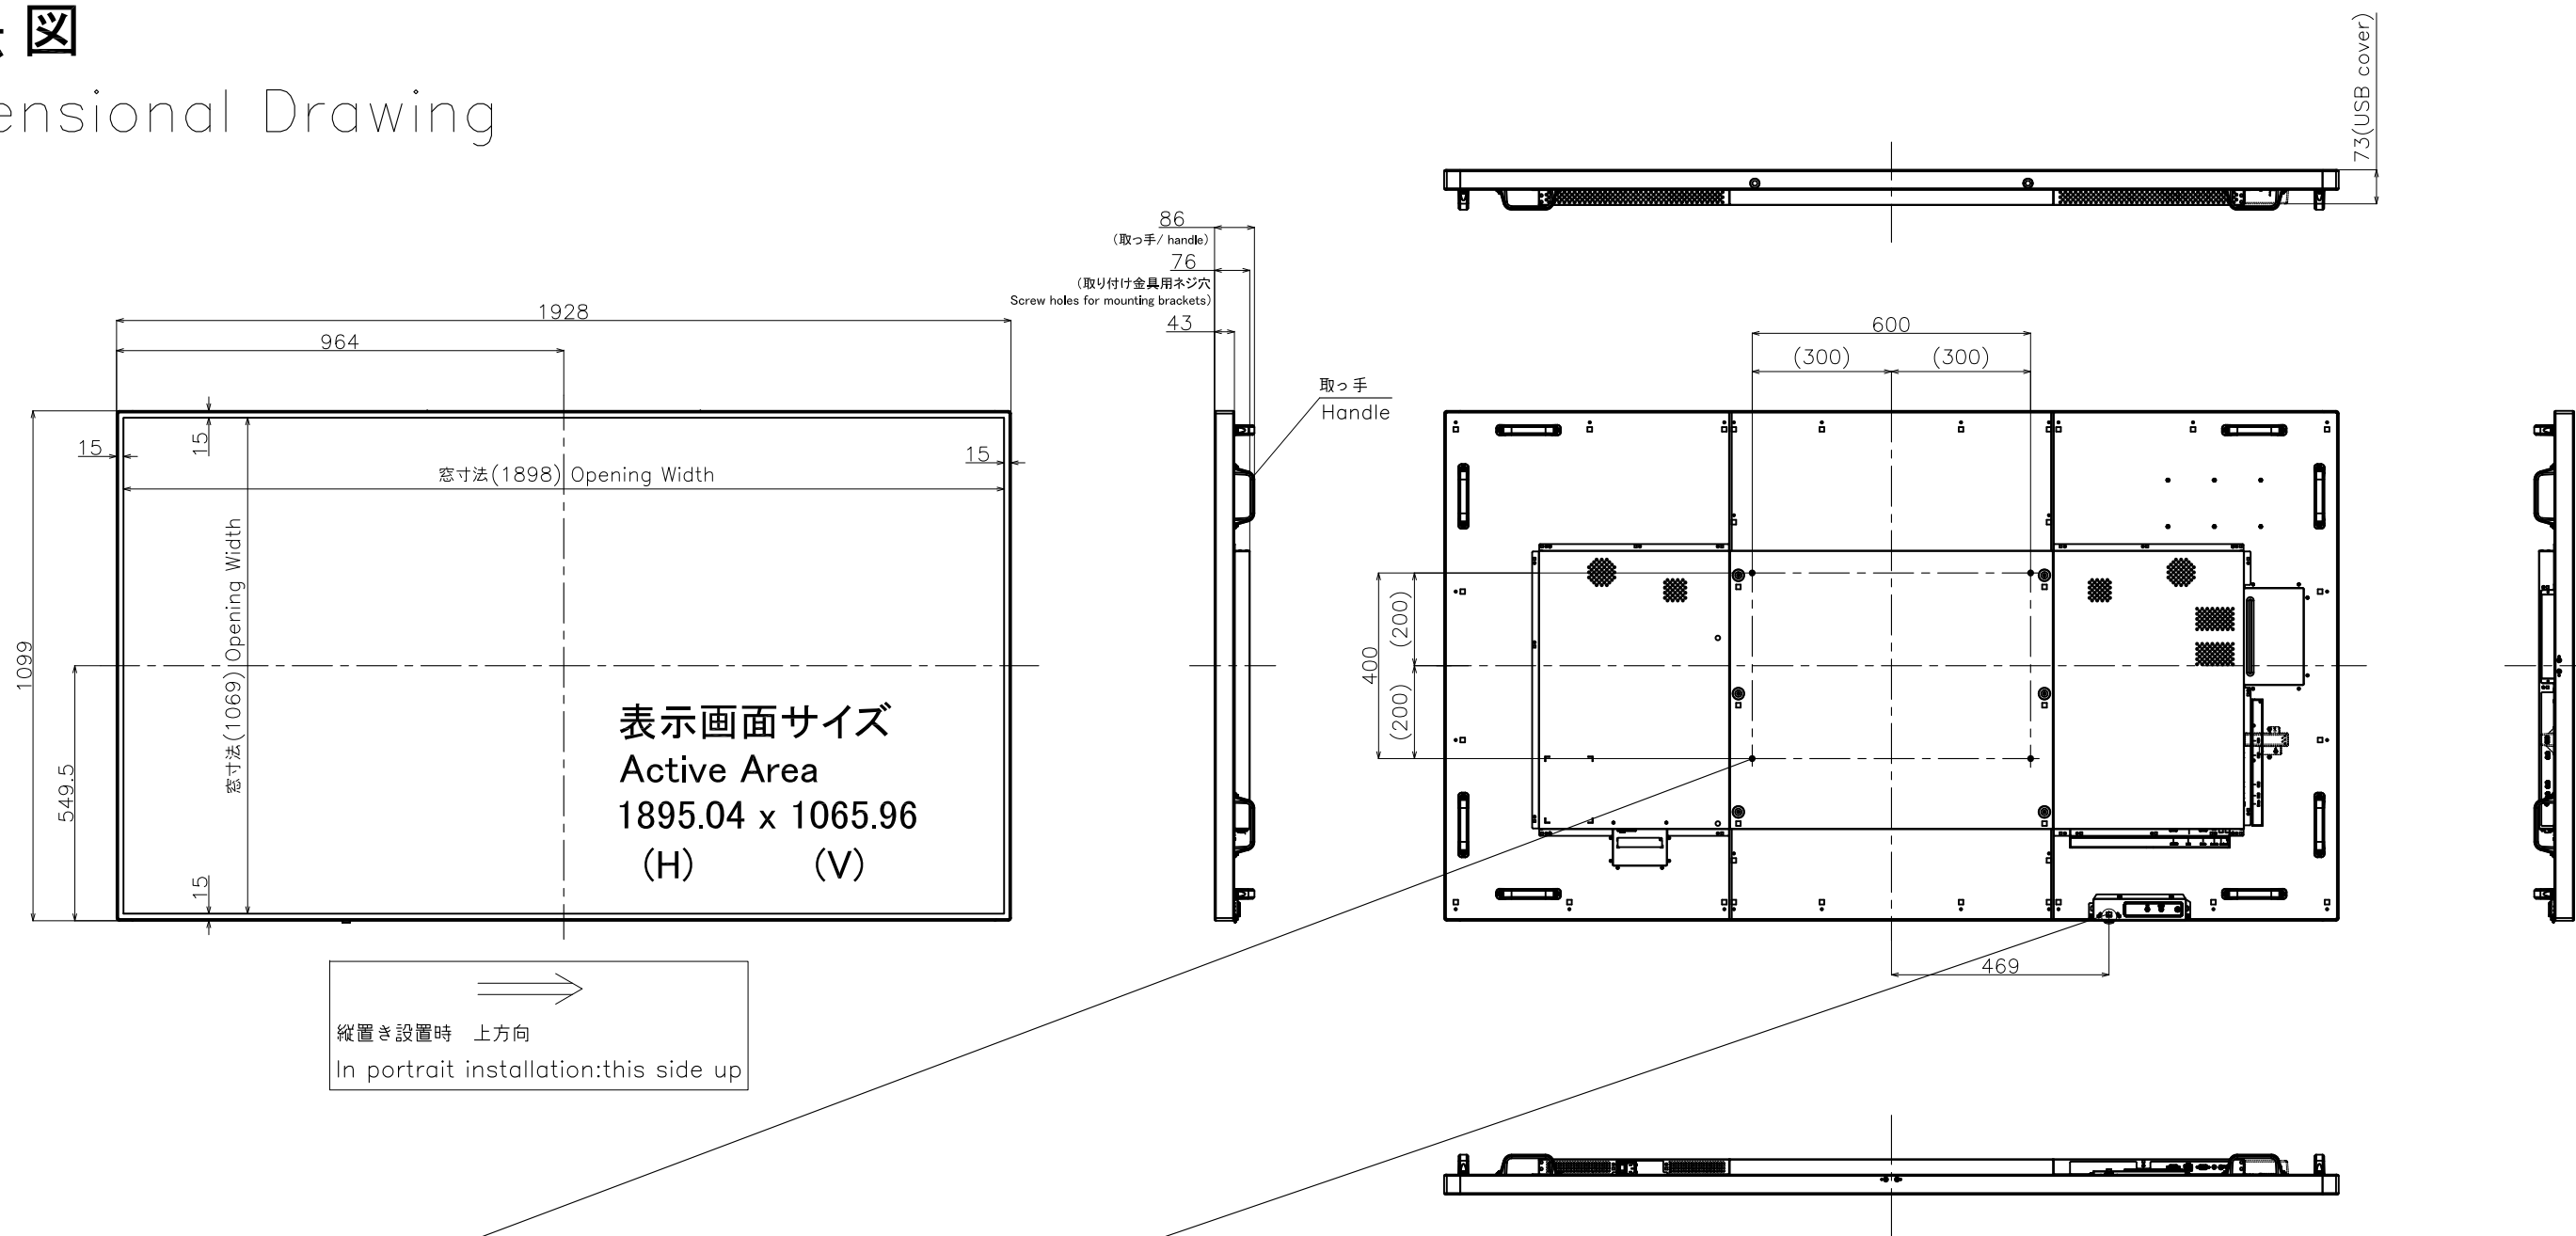 図
ensional Drawing
73(USB cover)
86
(取っ手/ handle)
76
(取り付け金具用ネジ穴
Screw holes for mounting brackets)
43
取っ手
Handle
1928
964
15
15
15
窓寸法(1898) Opening Width
窓寸法(1069) Opening Width
1099
549.5
15
表示画面サイズ
Active Area
1895.04 x 1065.96
(H) (V)
縦置き設置時 上方向
In portrait installation:this side up
600
(300) (300)
400
(200)
(200)
469